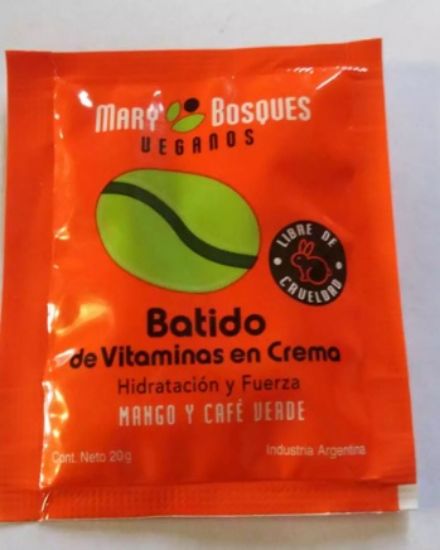 MARY BOSQUES
VEGANOS
LIBRE DE
CRUELDAD
Batido
de Vitaminas en Crema
Hidratación y Fuerza
MANGO Y CAFÉ VERDE
Cont. Neto 20g
Industria Argentina